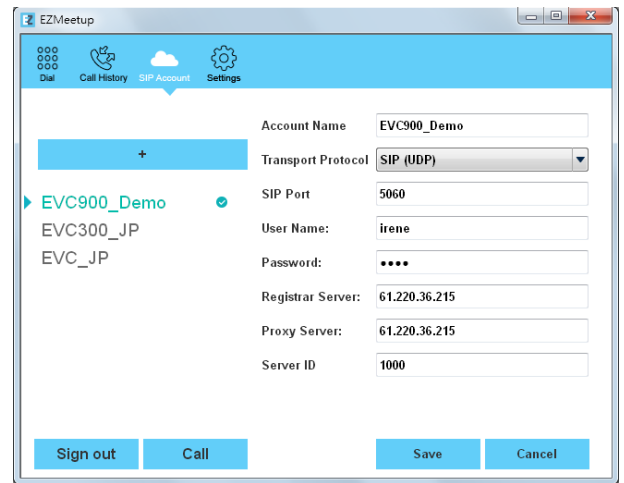 EZ EZMeetup
Dial Call History SIP Account Settings
+
EVC900_Demo
EVC300_JP
EVC_JP
Account Name EVC900_Demo
Transport Protocol SIP (UDP)
SIP Port 5060
User Name: irene
Password: ••••
Registrar Server: 61.220.36.215
Proxy Server: 61.220.36.215
Server ID 1000
Sign out Call Save Cancel